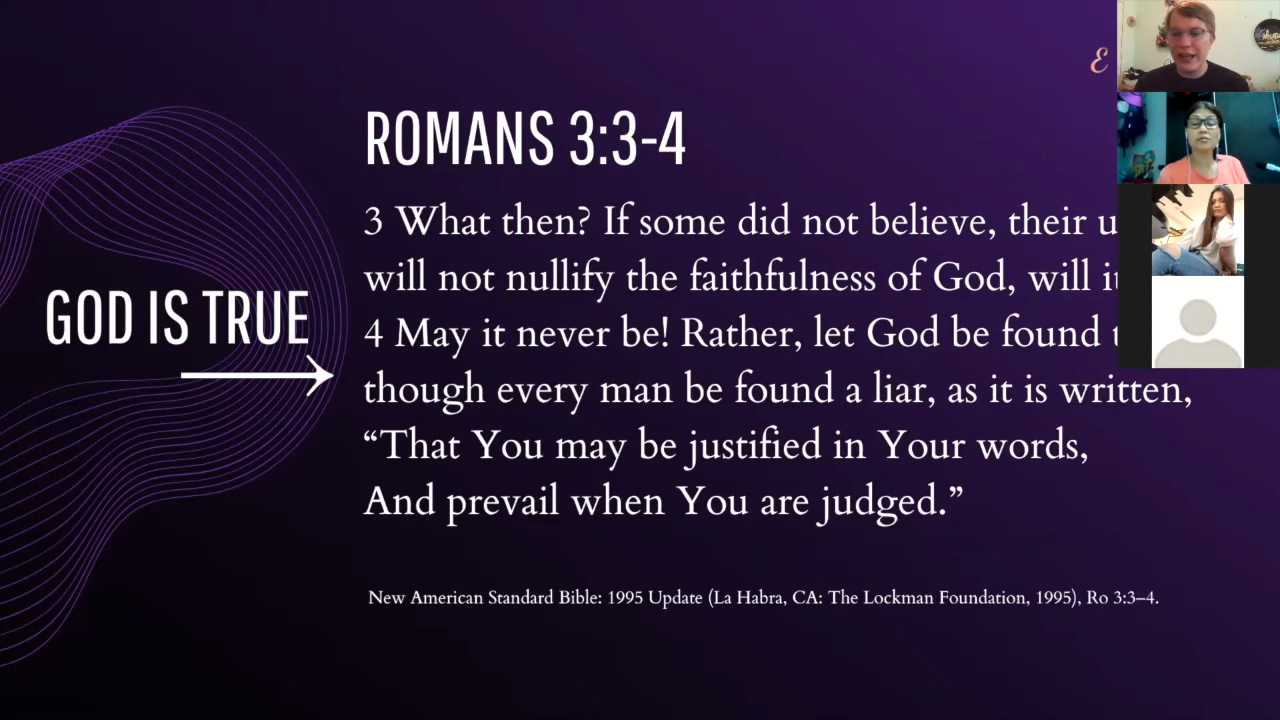 ℰ
ROMANS 3:3-4
3 What then? If some did not believe, their
will not nullify the faithfulness of God, will
4 May it never be! Rather, let God be found
though every man be found a liar, as it is written,
“That You may be justified in Your words,
And prevail when You are judged.”
GOD IS TRUE
New American Standard Bible: 1995 Update (La Habra, CA: The Lockman Foundation, 1995), Ro 3:3–4.